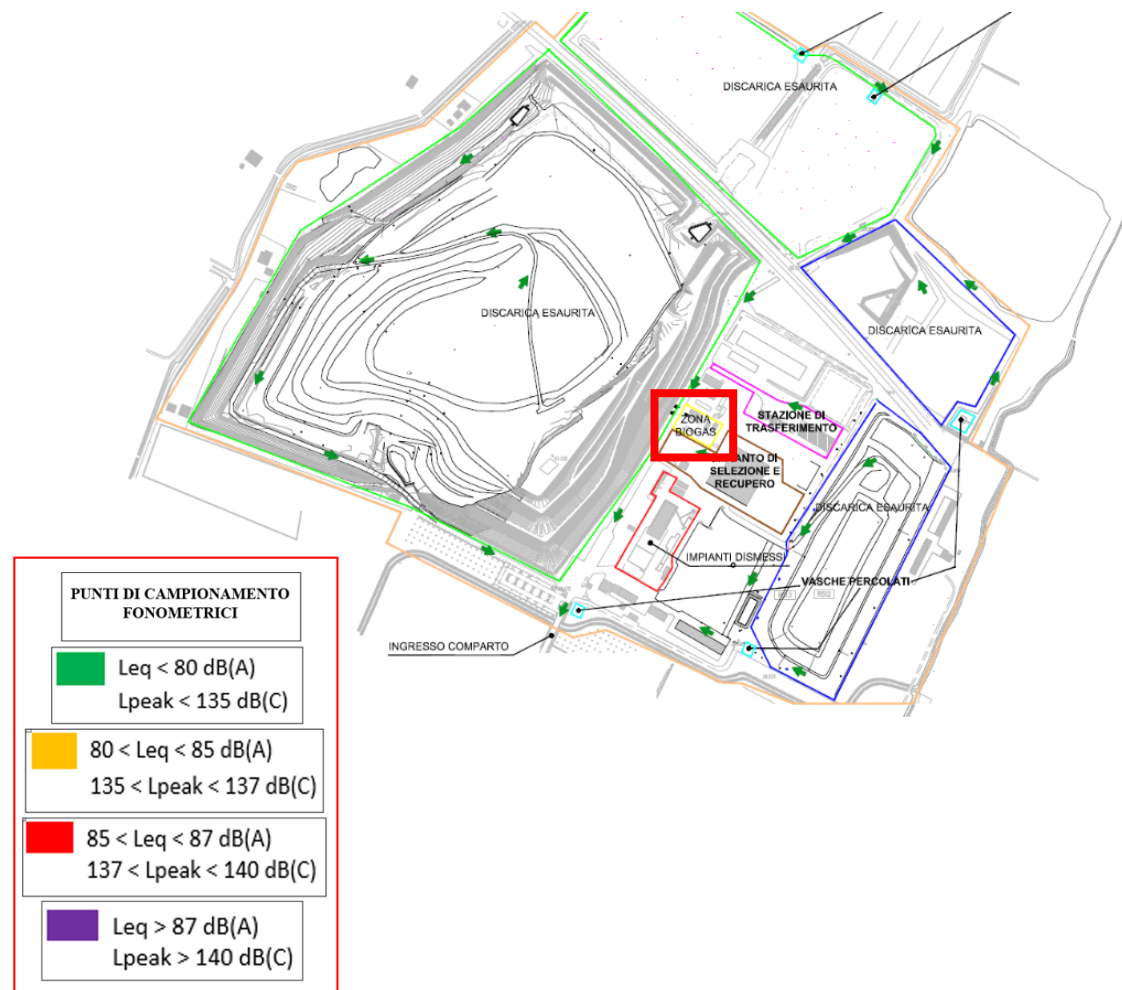 DISCARICA ESAURITA
DISCARICA ESAURITA
DISCARICA ESAURITA
ZONA
BIOGAS
STAZIONE DI
TRASFERIMENTO
ANTO DI
SELEZIONE E
RECUPERO
DISCARICA ESAURITA
IMPIANTI DISMESSI
VASCHE PERCOLATI
INGRESSO COMPARTO
PUNTI DI CAMPIONAMENTO
FONOMETRICI
Leq < 80 dB(A)
Lpeak < 135 dB(C)
80 < Leq < 85 dB(A)
135 < Lpeak < 137 dB(C)
85 < Leq < 87 dB(A)
137 < Lpeak < 140 dB(C)
Leq > 87 dB(A)
Lpeak > 140 dB(C)